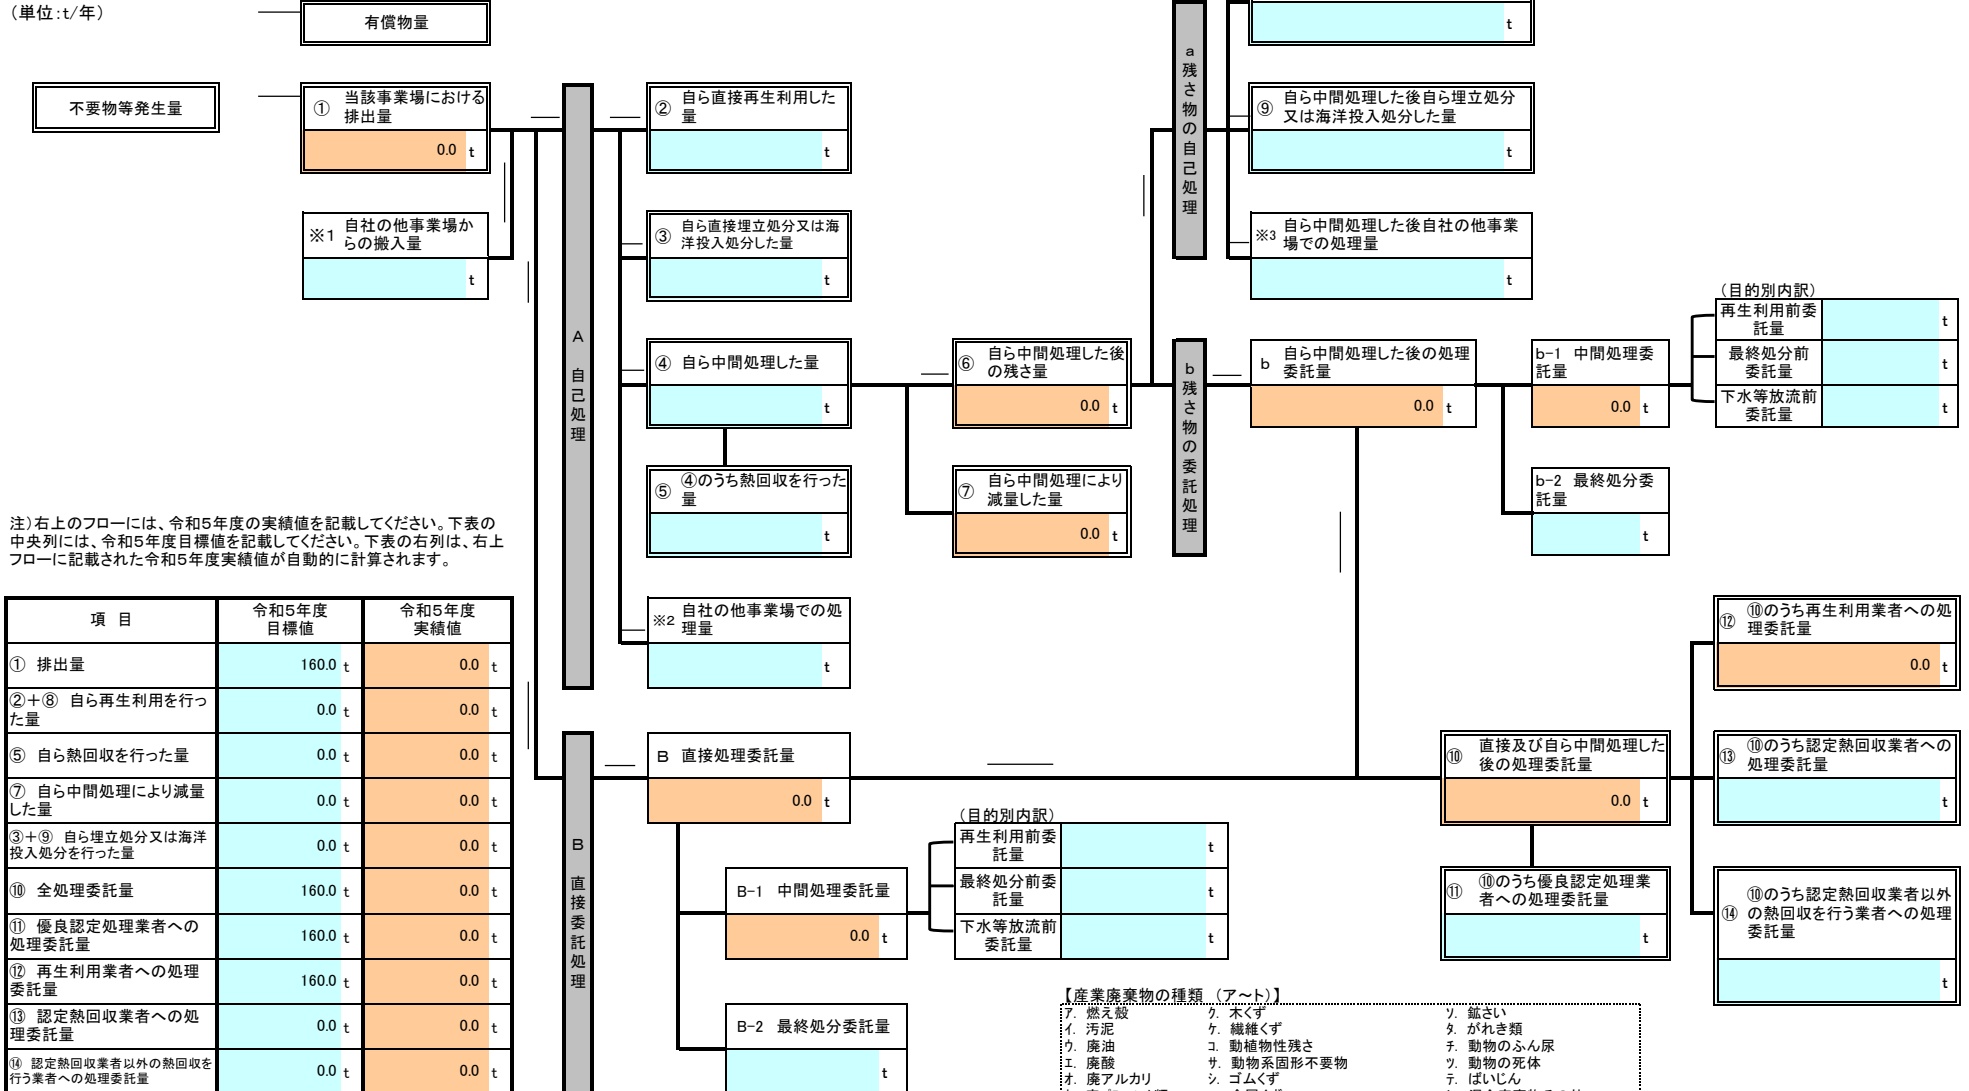 （単位：t/年）
有償物量
t
不要物等発生量
① 当該事業場における
排出量
0.0 t
※1 自社の他事業場か
らの搬入量
t
A 自己処理
② 自ら直接再生利用した
量
t
③ 自ら直接埋立処分又は海
洋投入処分した量
t
④ 自ら中間処理した量
t
⑤ ④のうち熱回収を行った
量
t
※2 自社の他事業場での処
理量
t
⑥ 自ら中間処理した後
の残さ量
0.0 t
⑦ 自ら中間処理により
減量した量
0.0 t
a 残さ物の自己処理
⑨ 自ら中間処理した後自ら埋立処分
又は海洋投入処分した量
t
※3 自ら中間処理した後自社の他事業
場での処理量
t
b 残さ物の委託処理
b 自ら中間処理した後の処理
委託量
0.0 t
b-1 中間処理委
託量
0.0 t
b-2 最終処分委
託量
t
（目的別内訳）
再生利用前委
託量
t
最終処分前
委託量
t
下水等放流前
委託量
t
注）右上のフローには、令和5年度の実績値を記載してください。下表の
中央列には、令和5年度目標値を記載してください。下表の右列は、右上
フローに記載された令和5年度実績値が自動的に計算されます。
項 目 令和5年度
目標値 令和5年度
実績値
① 排出量 160.0 t 0.0 t
②＋⑧ 自ら再生利用を行っ
た量 0.0 t 0.0 t
⑤ 自ら熱回収を行った量 0.0 t 0.0 t
⑦ 自ら中間処理により減量
した量 0.0 t 0.0 t
③＋⑨ 自ら埋立処分又は海洋
投入処分を行った量 0.0 t 0.0 t
⑩ 全処理委託量 160.0 t 0.0 t
⑪ 優良認定処理業者への
処理委託量 160.0 t 0.0 t
⑫ 再生利用業者への処理
委託量 160.0 t 0.0 t
⑬ 認定熱回収業者への処
理委託量 0.0 t 0.0 t
⑭ 認定熱回収業者以外の熱回収を
行う業者への処理委託量 0.0 t 0.0 t
B 直接委託処理
B 直接処理委託量
0.0 t
B-1 中間処理委託量
0.0 t
B-2 最終処分委託量
t
（目的別内訳）
再生利用前委
託量
t
最終処分前委
託量
t
下水等放流前
委託量
t
⑩ 直接及び自ら中間処理した
後の処理委託量
0.0 t
⑪ ⑩のうち優良認定処理業
者への処理委託量
t
⑫ ⑩のうち再生利用業者への処
理委託量
0.0 t
⑬ ⑩のうち認定熱回収業者への
処理委託量
t
⑭ ⑩のうち認定熱回収業者以外
の熱回収を行う業者への処理
委託量
t
【産業廃棄物の種類 （ア～ト）】
ア. 燃え殻 ク. 木くず ソ. 鉱さい
イ. 汚泥 ケ. 繊維くず タ. がれき類
ウ. 廃油 コ. 動植物性残さ チ. 動物のふん尿
エ. 廃酸 サ. 動物系固形不要物 ツ. 動物の死体
オ. 廃アルカリ シ. ゴムくず テ. ばいじん